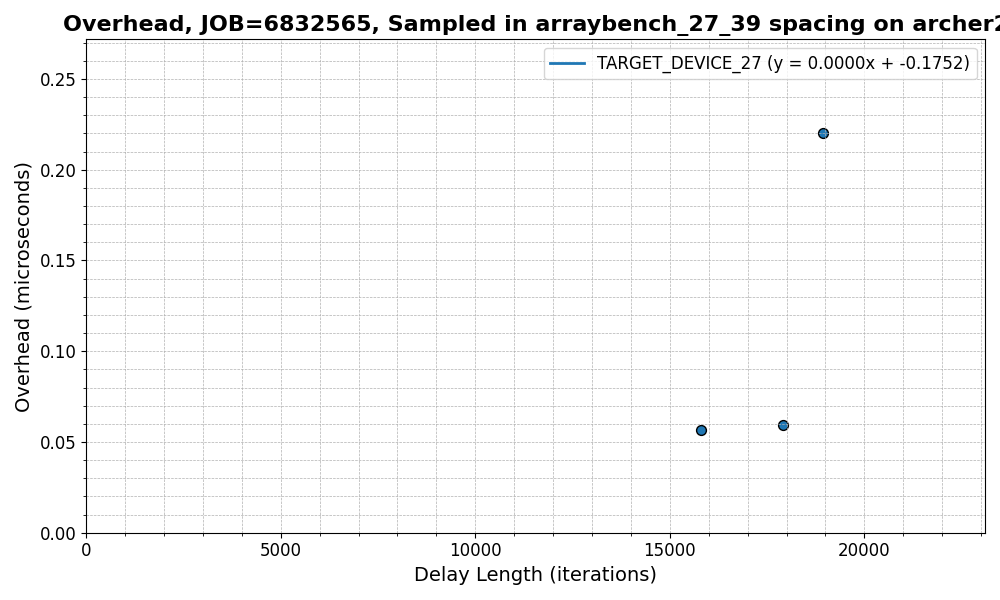 Overhead, JOB=6832565, Sampled in arraybench_27_39 spacing on archer2
TARGET_DEVICE_27 (y = 0.0000x + -0.1752)
Overhead (microseconds)
0.25
0.20
0.15
0.10
0.05
0.00
0 5000 10000 15000 20000
Delay Length (iterations)